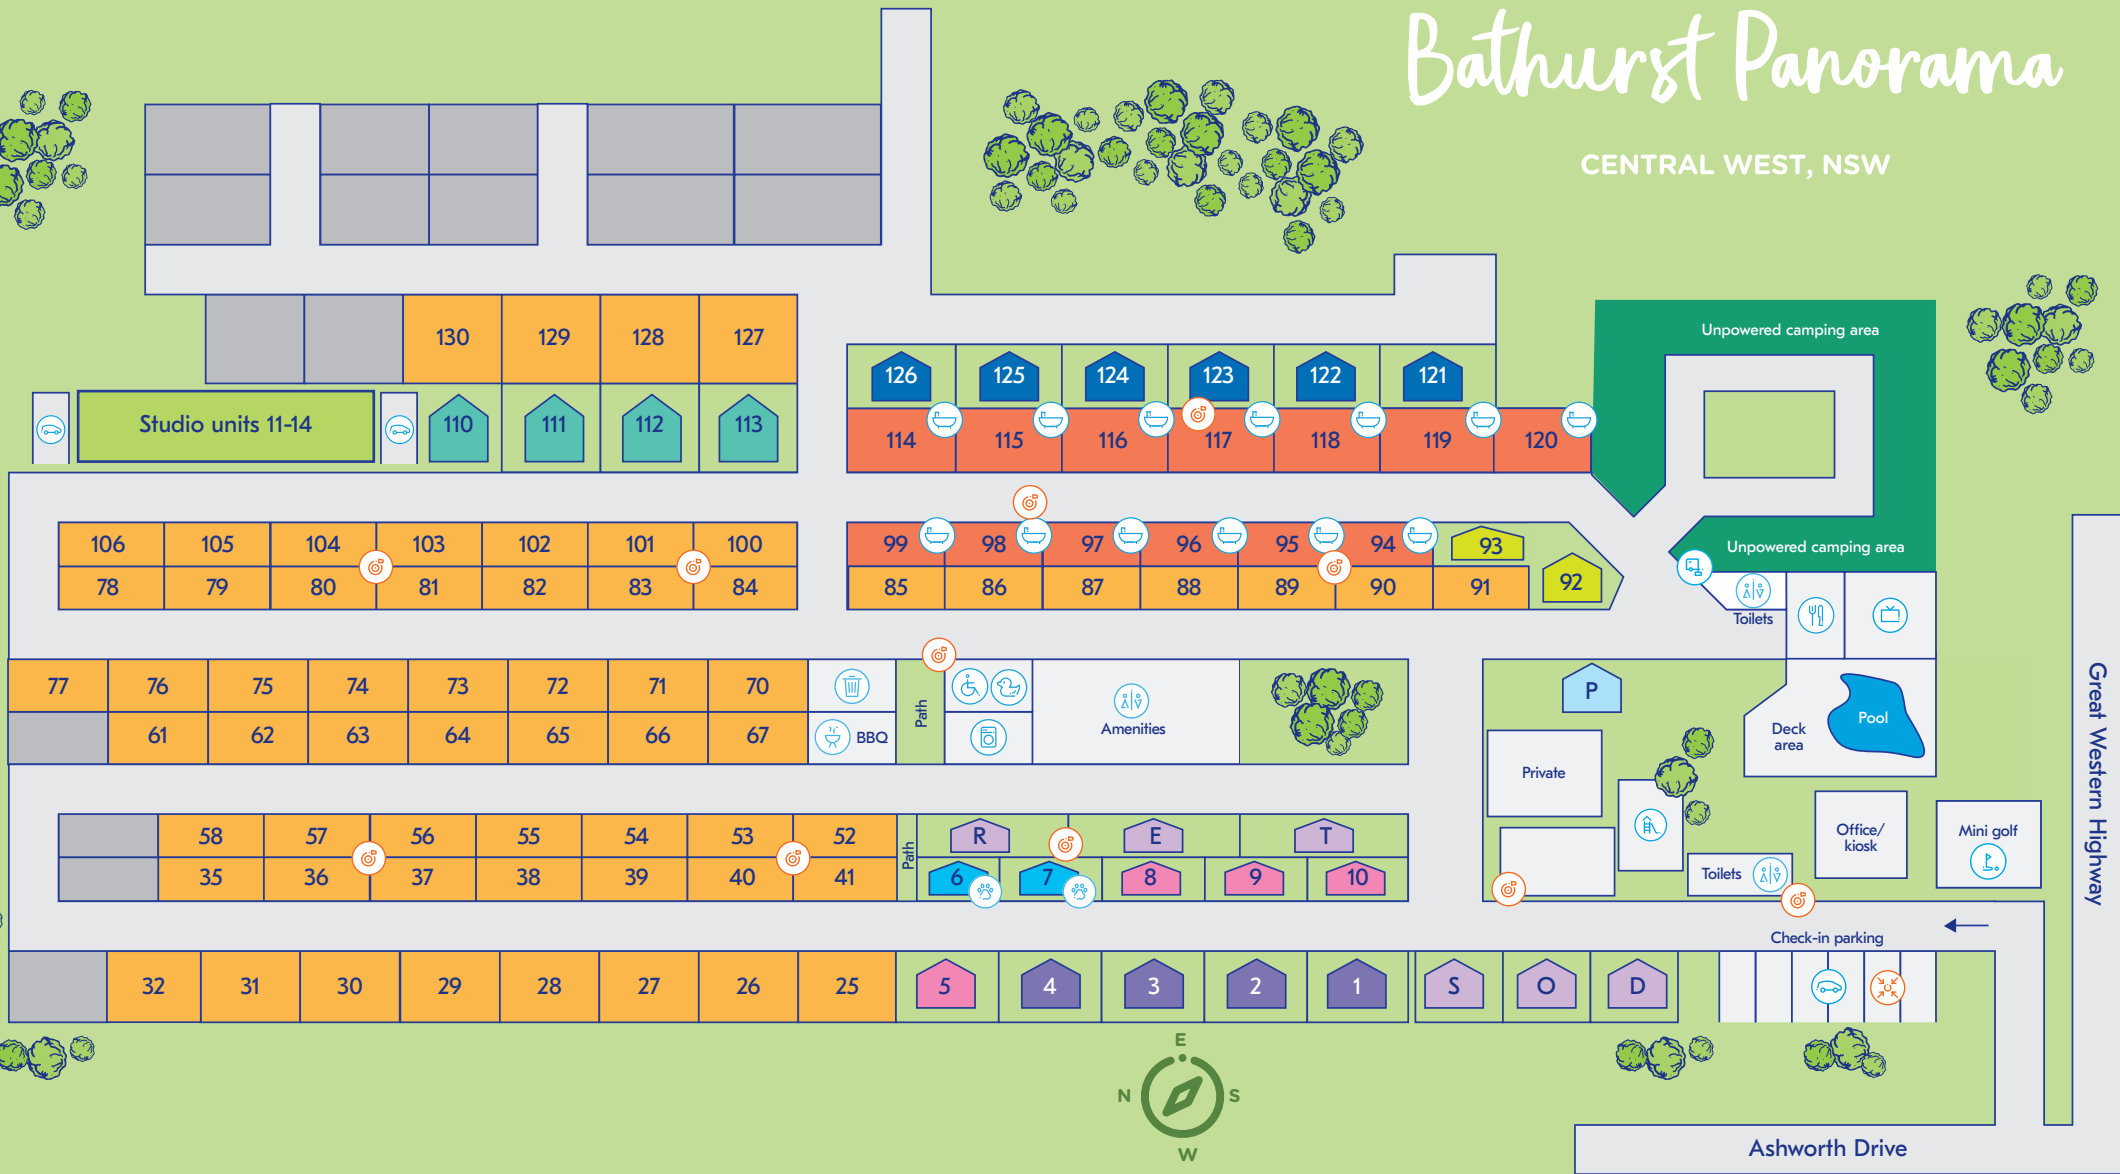 Bathurst Panorama
CENTRAL WEST, NSW
130 129 128 127
Unpowered camping area
126 125 124 123 122 121
Studio units 11-14
110 111 112 113
114 115 116 117 118 119 120
106 105 104 103 102 101 100
99 98 97 96 95 94 93
Unpowered camping area
78 79 80 81 82 83 84
85 86 87 88 89 90 91 92
Toilets
77 76 75 74 73 72 71 70
P
Path
Amenities
Pool
Deck
area
61 62 63 64 65 66 67
BBQ
Private
Great Western Highway
58 57 56 55 54 53 52
Path
R E T
Office/
kiosk
Mini golf
35 36 37 38 39 40 41
6 7 8 9 10
Toilets
Check-in parking
32 31 30 29 28 27 26 25
5 4 3 2 1
S O D
E
N S
W
Ashworth Drive